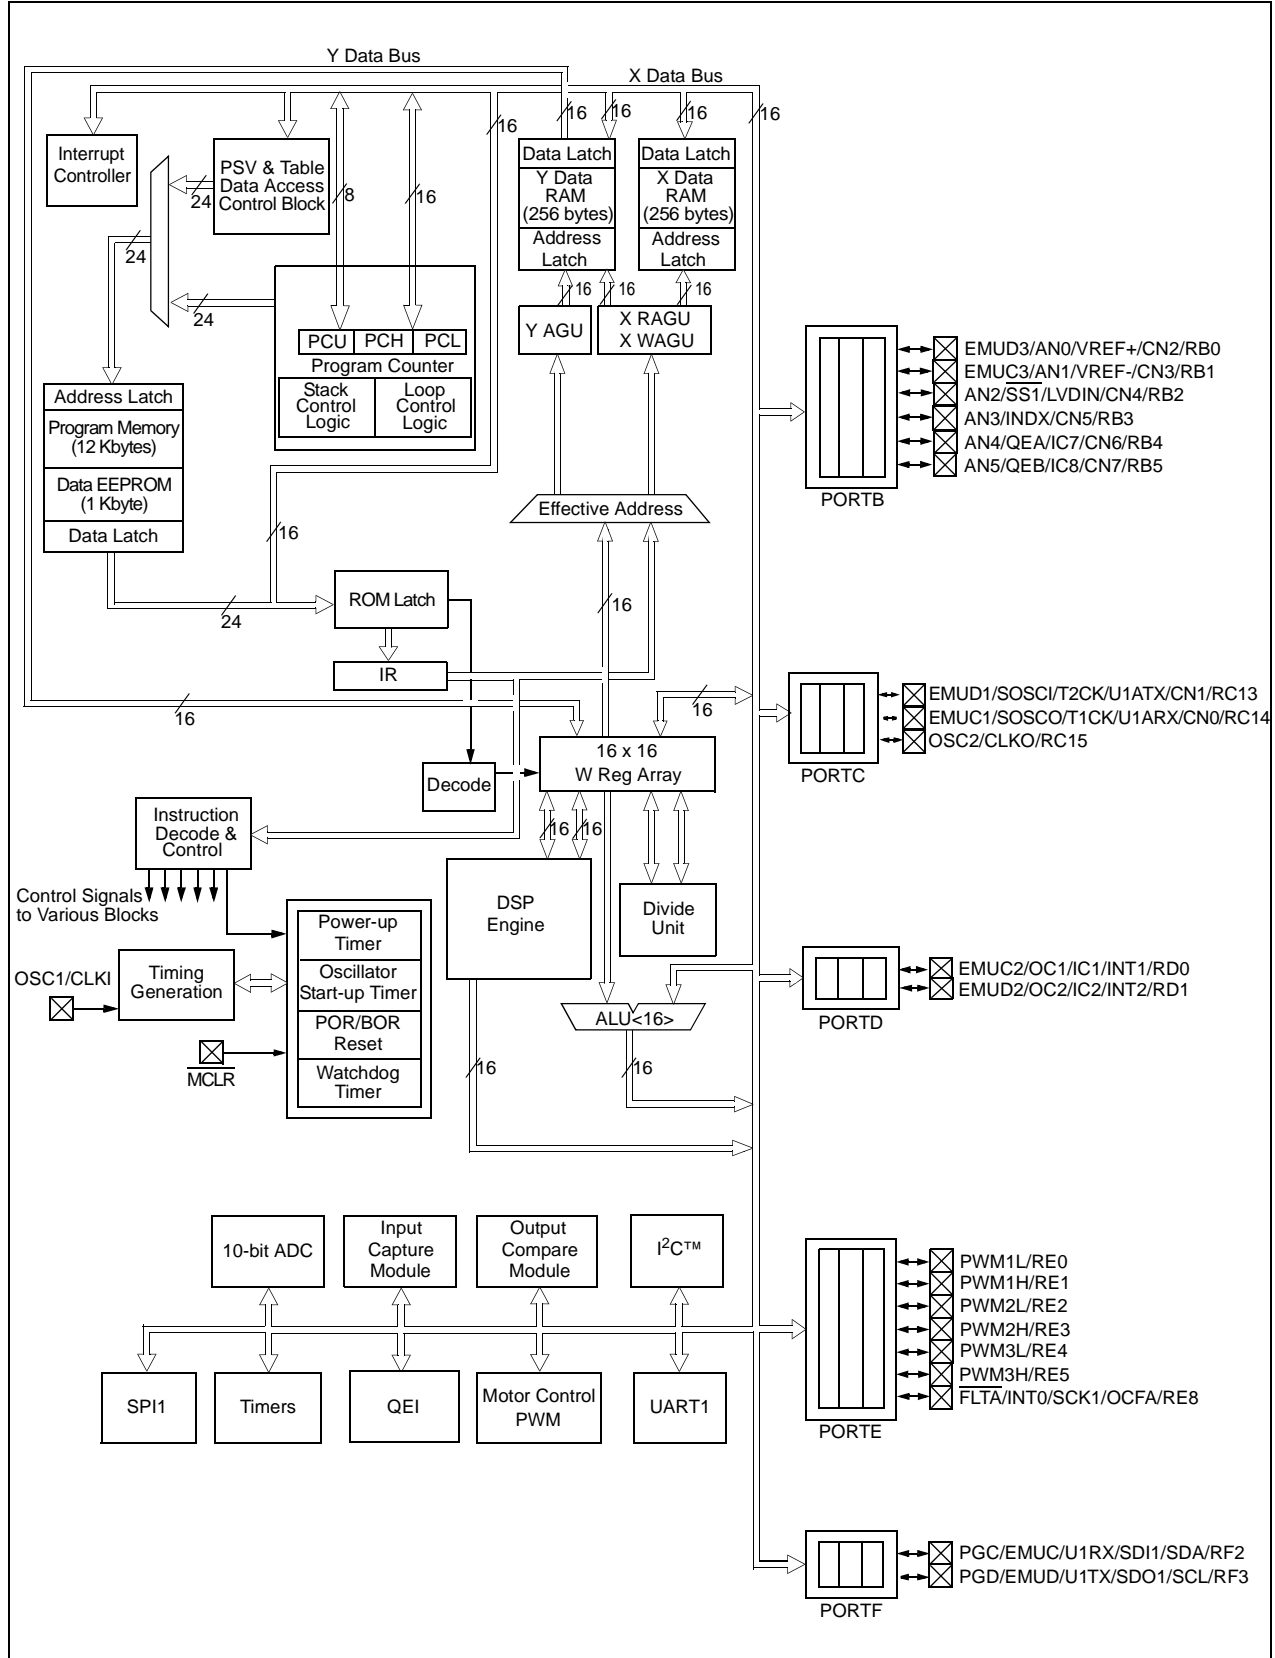 Y Data Bus
X Data Bus
16
16
16
16
16
Interrupt
Controller
PSV & Table
Data Access
Control Block
24
8
16
Data Latch
Y Data
RAM
(256 bytes)
Address
Latch
Data Latch
X Data
RAM
(256 bytes)
Address
Latch
24
24
16
16
16
Y AGU
X RAGU
X WAGU
PCU
PCH
PCL
Program Counter
Stack
Control
Logic
Loop
Control
Logic
Address Latch
Program Memory
(12 Kbytes)
Data EEPROM
(1 Kbyte)
Data Latch
Effective Address
16
24
ROM Latch
16
IR
16
16
16 x 16
W Reg Array
Decode
Instruction
Decode &
Control
16
16
Control Signals
to Various Blocks
DSP
Engine
Divide
Unit
Power-up
Timer
Oscillator
Start-up Timer
POR/BOR
Reset
Watchdog
Timer
OSC1/CLKI
Timing
Generation
MCLR
ALU<16>
16
16
10-bit ADC
Input
Capture
Module
Output
Compare
Module
I²C™
SPI1
Timers
QEI
Motor Control
PWM
UART1
EMUD3/AN0/VREF+/CN2/RB0
EMUC3/AN1/VREF-/CN3/RB1
AN2/SS1/LVDIN/CN4/RB2
AN3/INDX/CN5/RB3
AN4/QEA/IC7/CN6/RB4
AN5/QEB/IC8/CN7/RB5
PORTB
EMUD1/SOSCI/T2CK/U1ATX/CN1/RC13
EMUC1/SOSCO/T1CK/U1ARX/CN0/RC14
OSC2/CLKO/RC15
PORTC
EMUC2/OC1/IC1/INT1/RD0
EMUD2/OC2/IC2/INT2/RD1
PORTD
PWM1L/RE0
PWM1H/RE1
PWM2L/RE2
PWM2H/RE3
PWM3L/RE4
PWM3H/RE5
FLTA/INT0/SCK1/OCFA/RE8
PORTE
PGC/EMUC/U1RX/SDI1/SDA/RF2
PGD/EMUD/U1TX/SDO1/SCL/RF3
PORTF